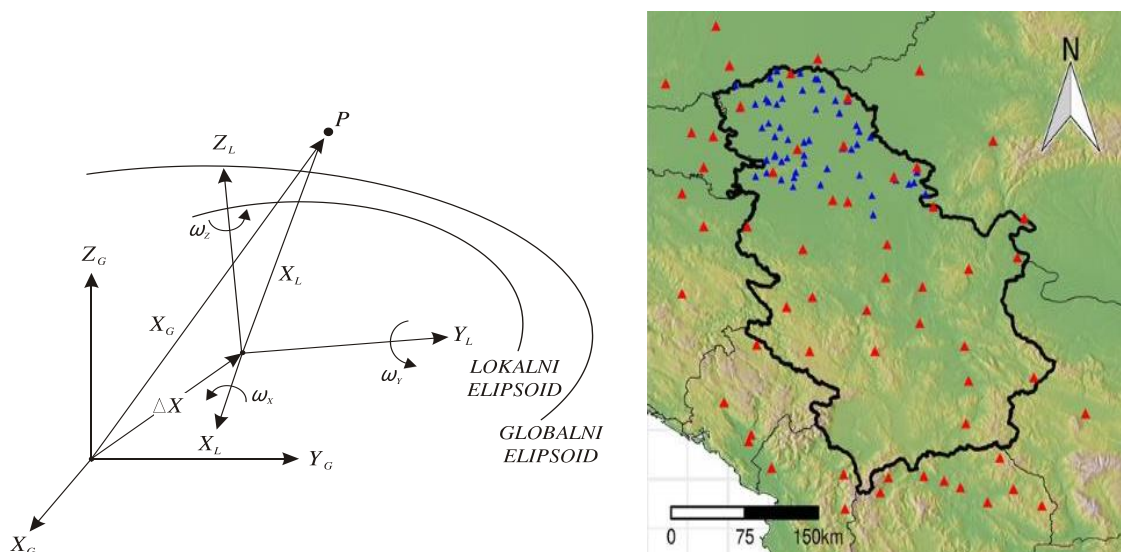 P
Z_L
ω_Z
Z_G
X_L
X_G
Y_L
LOKALNI
ELIPSOID
ω_Y
ω_X
ΔX
X_L
GLOBALNI
ELIPSOID
Y_G
X_G
N
0 75 150km